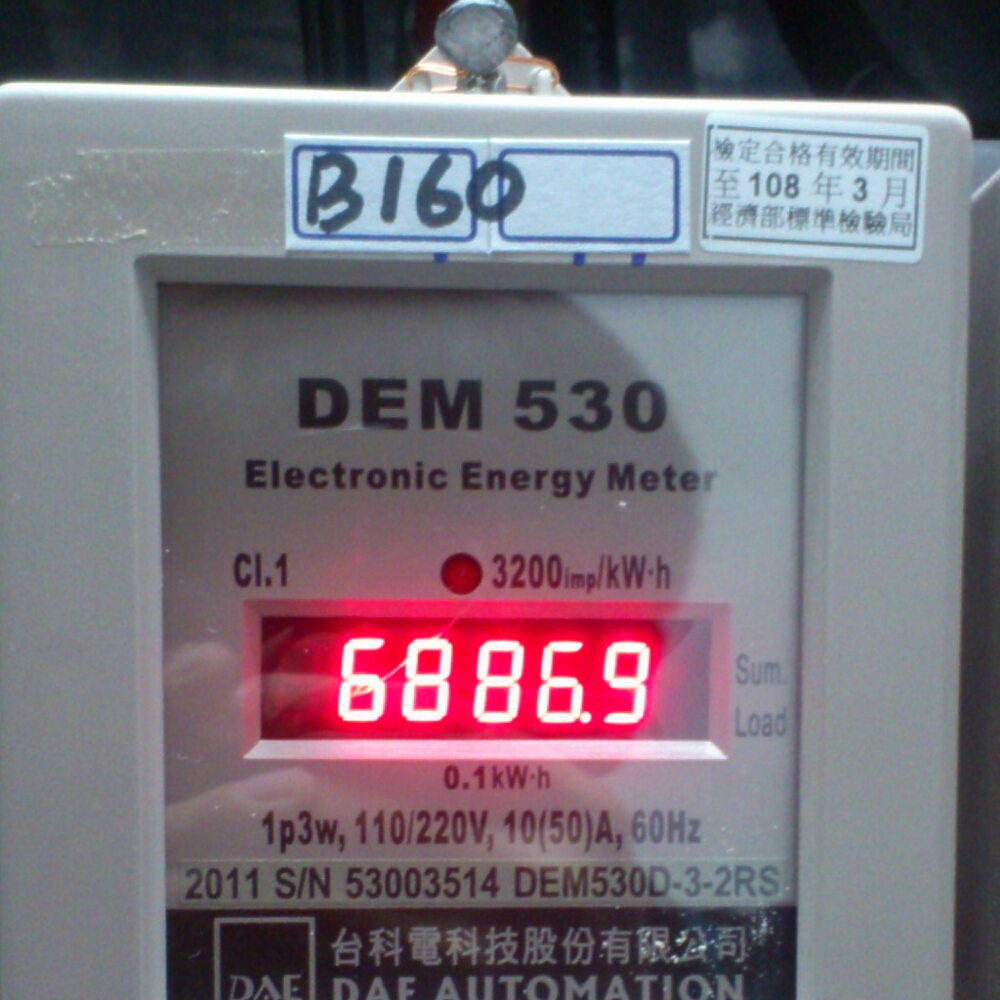 B160
檢定合格有效期間
至 108 年 3 月
經濟部標準檢驗局
DEM 530
Electronic Energy Meter
Cl.1 3200imp/kW·h
6886.9
Sum.
Load
0.1kW·h
1p3w, 110/220V, 10(50)A, 60Hz
2011 S/N 53003514 DEM530D-3-2RS
台科電科技股份有限公司
DAE DAE AUTOMATION